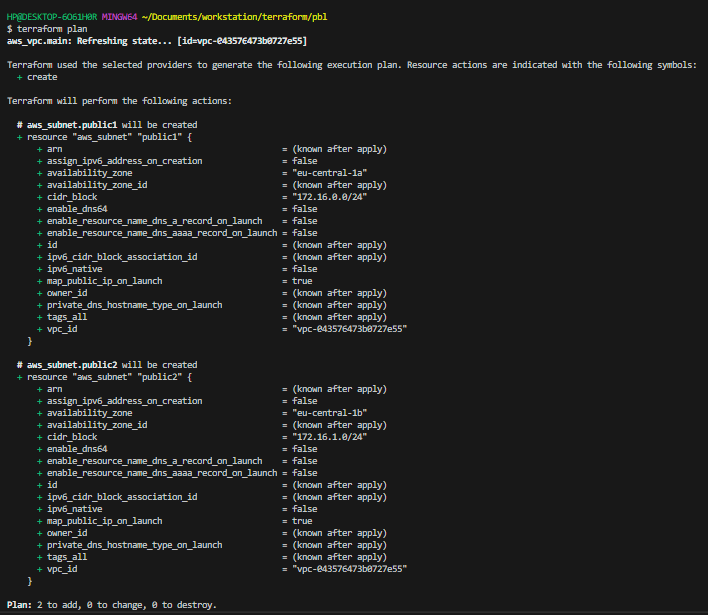 HP@DESKTOP-6O61H0R MINGW64 ~/Documents/workstation/terraform/pbl
$ terraform plan
aws_vpc.main: Refreshing state... [id=vpc-043576473b0727e55]
Terraform used the selected providers to generate the following execution plan. Resource actions are indicated with the following symbols:
+ create
Terraform will perform the following actions:
# aws_subnet.public1 will be created
+ resource "aws_subnet" "public1" {
+ arn = (known after apply)
+ assign_ipv6_address_on_creation = false
+ availability_zone = "eu-central-1a"
+ availability_zone_id = (known after apply)
+ cidr_block = "172.16.0.0/24"
+ enable_dns64 = false
+ enable_resource_name_dns_a_record_on_launch = false
+ enable_resource_name_dns_aaaa_record_on_launch = false
+ id = (known after apply)
+ ipv6_cidr_block_association_id = (known after apply)
+ ipv6_native = false
+ map_public_ip_on_launch = true
+ owner_id = (known after apply)
+ private_dns_hostname_type_on_launch = (known after apply)
+ tags_all = (known after apply)
+ vpc_id = "vpc-043576473b0727e55"
}
# aws_subnet.public2 will be created
+ resource "aws_subnet" "public2" {
+ arn = (known after apply)
+ assign_ipv6_address_on_creation = false
+ availability_zone = "eu-central-1b"
+ availability_zone_id = (known after apply)
+ cidr_block = "172.16.1.0/24"
+ enable_dns64 = false
+ enable_resource_name_dns_a_record_on_launch = false
+ enable_resource_name_dns_aaaa_record_on_launch = false
+ id = (known after apply)
+ ipv6_cidr_block_association_id = (known after apply)
+ ipv6_native = false
+ map_public_ip_on_launch = true
+ owner_id = (known after apply)
+ private_dns_hostname_type_on_launch = (known after apply)
+ tags_all = (known after apply)
+ vpc_id = "vpc-043576473b0727e55"
}
Plan: 2 to add, 0 to change, 0 to destroy.